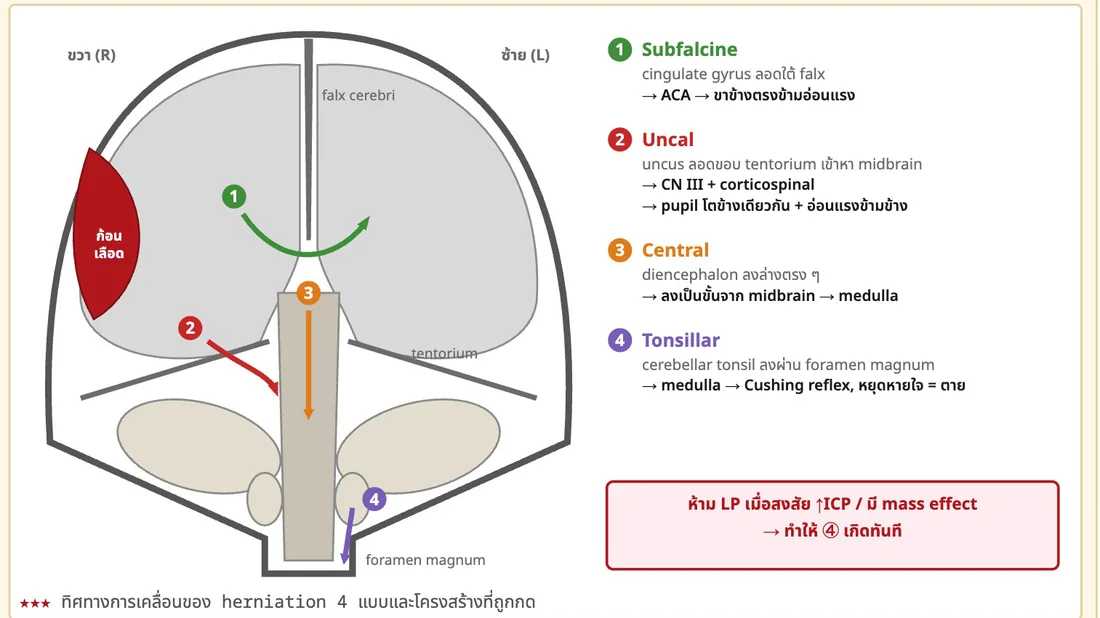 ขวา (R)
ซ้าย (L)
falx cerebri
1
ก้อน
เลือด
3
2
tentorium
4
foramen magnum
1 Subfalcine
cingulate gyrus ลอดใต้ falx
→ ACA → ขาข้างตรงข้ามอ่อนแรง
2 Uncal
uncus ลอดขอบ tentorium เข้าหา midbrain
→ CN III + corticospinal
→ pupil โตข้างเดียวกัน + อ่อนแรงข้ามข้าง
3 Central
diencephalon ลงล่างตรง ๆ
→ ลงเป็นขั้นจาก midbrain → medulla
4 Tonsillar
cerebellar tonsil ลงผ่าน foramen magnum
→ medulla → Cushing reflex, หยุดหายใจ = ตาย
ห้าม LP เมื่อสงสัย ↑ICP / มี mass effect
→ ทำให้ ④ เกิดทันที
★★★ ทิศทางการเคลื่อนของ herniation 4 แบบและโครงสร้างที่ถูกกด